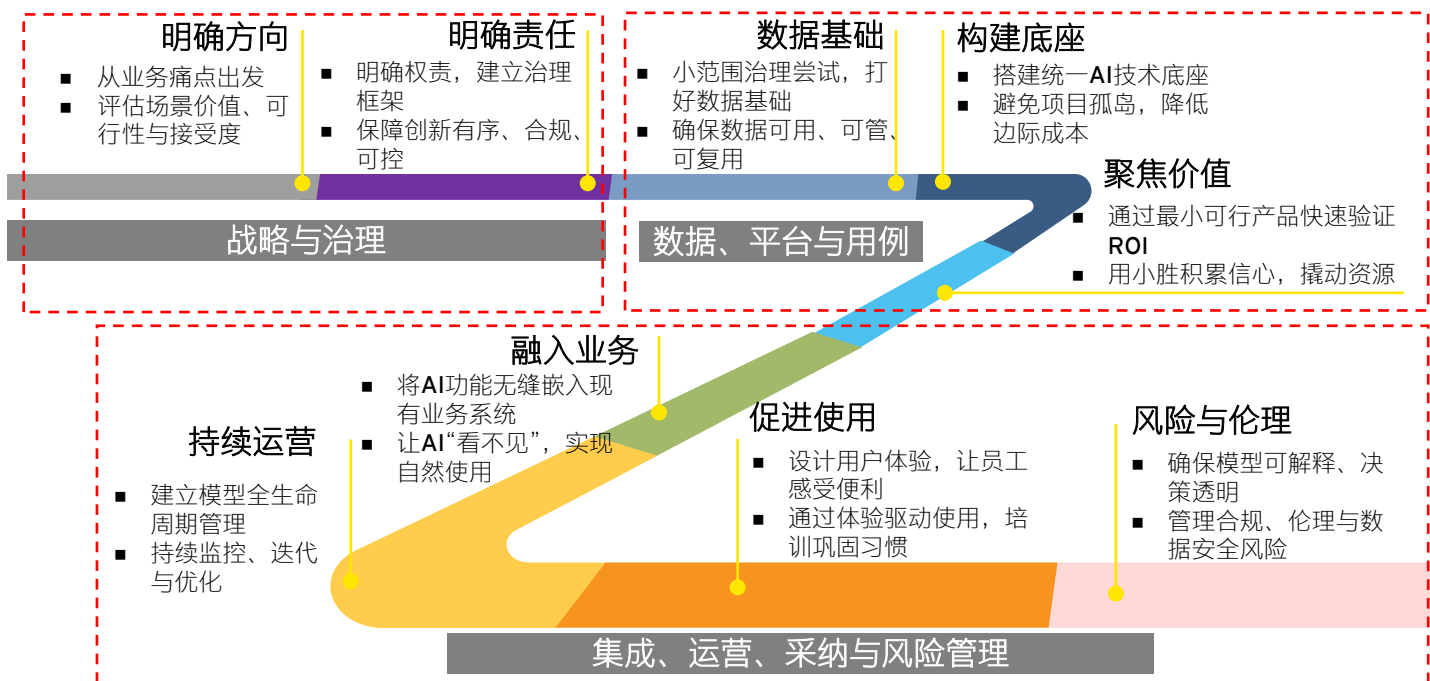 明确方向
■ 从业务痛点出发
■ 评估场景价值、可
行性与接受度
明确责任
■ 明确权责，建立治理
框架
■ 保障创新有序、合规、
可控
数据基础
■ 小范围治理尝试，打
好数据基础
■ 确保数据可用、可管、
可复用
构建底座
■ 搭建统一AI技术底座
■ 避免项目孤岛，降低
边际成本
聚焦价值
■ 通过最小可行产品快速验证
ROI
■ 用小胜积累信心，撬动资源
战略与治理
数据、平台与用例
融入业务
■ 将AI功能无缝嵌入现
有业务系统
■ 让AI“看不见”，实现
自然使用
持续运营
■ 建立模型全生命
周期管理
■ 持续监控、迭代
与优化
促进使用
■ 设计用户体验，让员工
感受便利
■ 通过体验驱动使用，培
训巩固习惯
风险与伦理
■ 确保模型可解释、决
策透明
■ 管理合规、伦理与数
据安全风险
集成、运营、采纳与风险管理